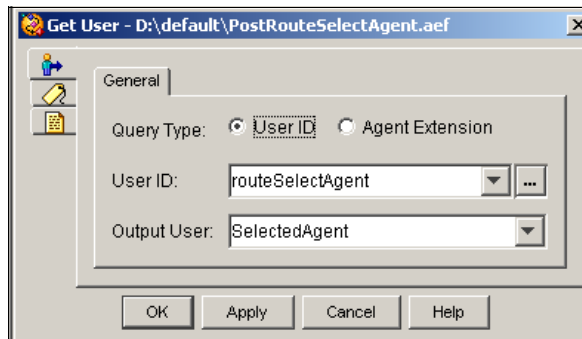 Get User - D:\default\PostRouteSelectAgent.aef
General
Query Type: User ID Agent Extension
User ID: routeSelectAgent ...
Output User: SelectedAgent
OK Apply Cancel Help